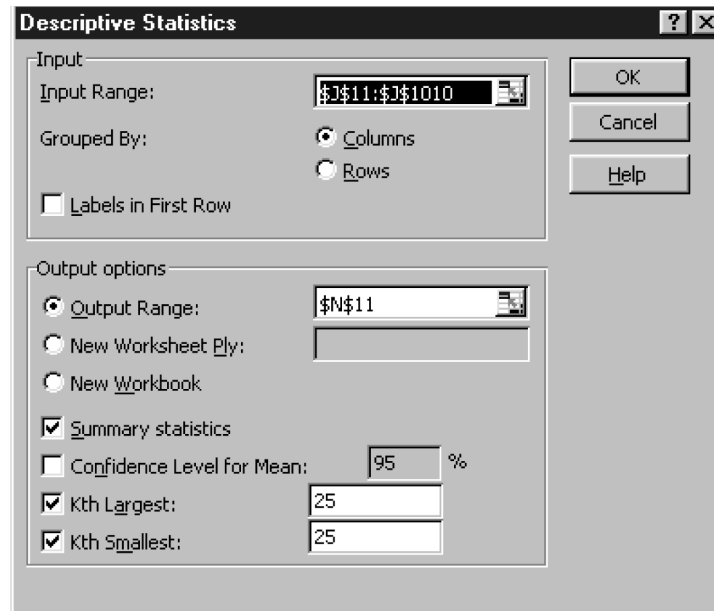 Descriptive Statistics
Input
Input Range: $J$11:$J$1010
Grouped By: Columns
Rows
Labels in First Row
OK
Cancel
Help
Output options
Output Range: $N$11
New Worksheet Ply:
New Workbook
Summary statistics
Confidence Level for Mean: 95 %
Kth Largest: 25
Kth Smallest: 25